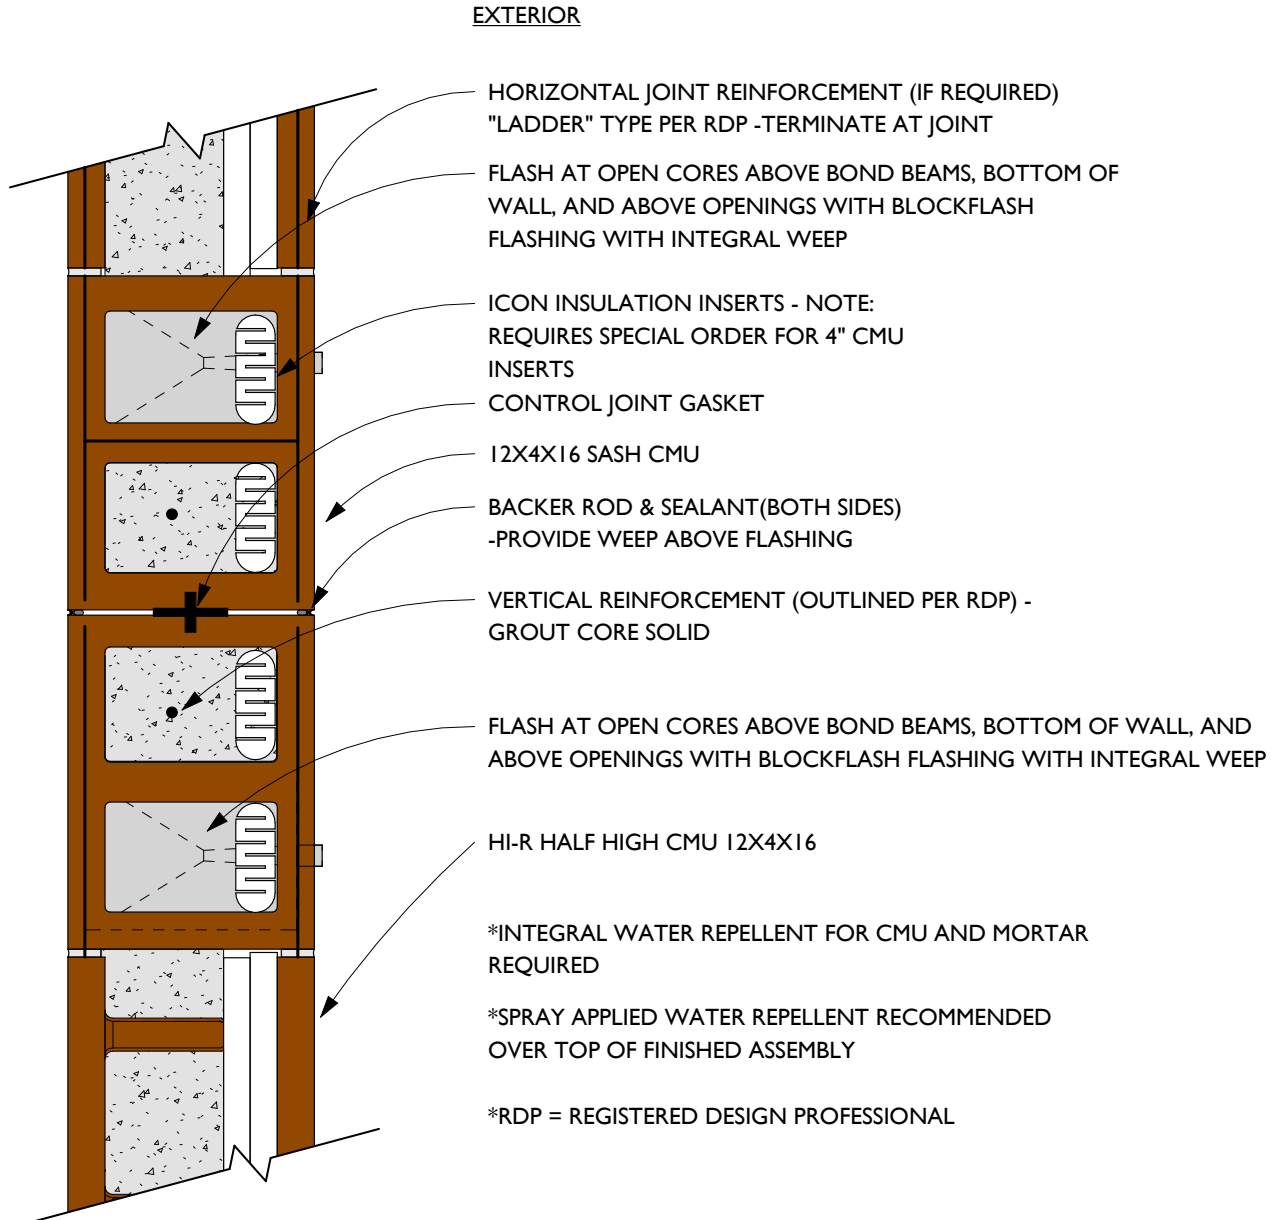 EXTERIOR
HORIZONTAL JOINT REINFORCEMENT (IF REQUIRED)
"LADDER" TYPE PER RDP -TERMINATE AT JOINT
FLASH AT OPEN CORES ABOVE BOND BEAMS, BOTTOM OF
WALL, AND ABOVE OPENINGS WITH BLOCKFLASH
FLASHING WITH INTEGRAL WEEP
ICON INSULATION INSERTS - NOTE:
REQUIRES SPECIAL ORDER FOR 4" CMU
INSERTS
CONTROL JOINT GASKET
12X4X16 SASH CMU
BACKER ROD & SEALANT(BOTH SIDES)
-PROVIDE WEEP ABOVE FLASHING
VERTICAL REINFORCEMENT (OUTLINED PER RDP) -
GROUT CORE SOLID
FLASH AT OPEN CORES ABOVE BOND BEAMS, BOTTOM OF WALL, AND
ABOVE OPENINGS WITH BLOCKFLASH FLASHING WITH INTEGRAL WEEP
HI-R HALF HIGH CMU 12X4X16
*INTEGRAL WATER REPELLENT FOR CMU AND MORTAR
REQUIRED
*SPRAY APPLIED WATER REPELLENT RECOMMENDED
OVER TOP OF FINISHED ASSEMBLY
*RDP = REGISTERED DESIGN PROFESSIONAL